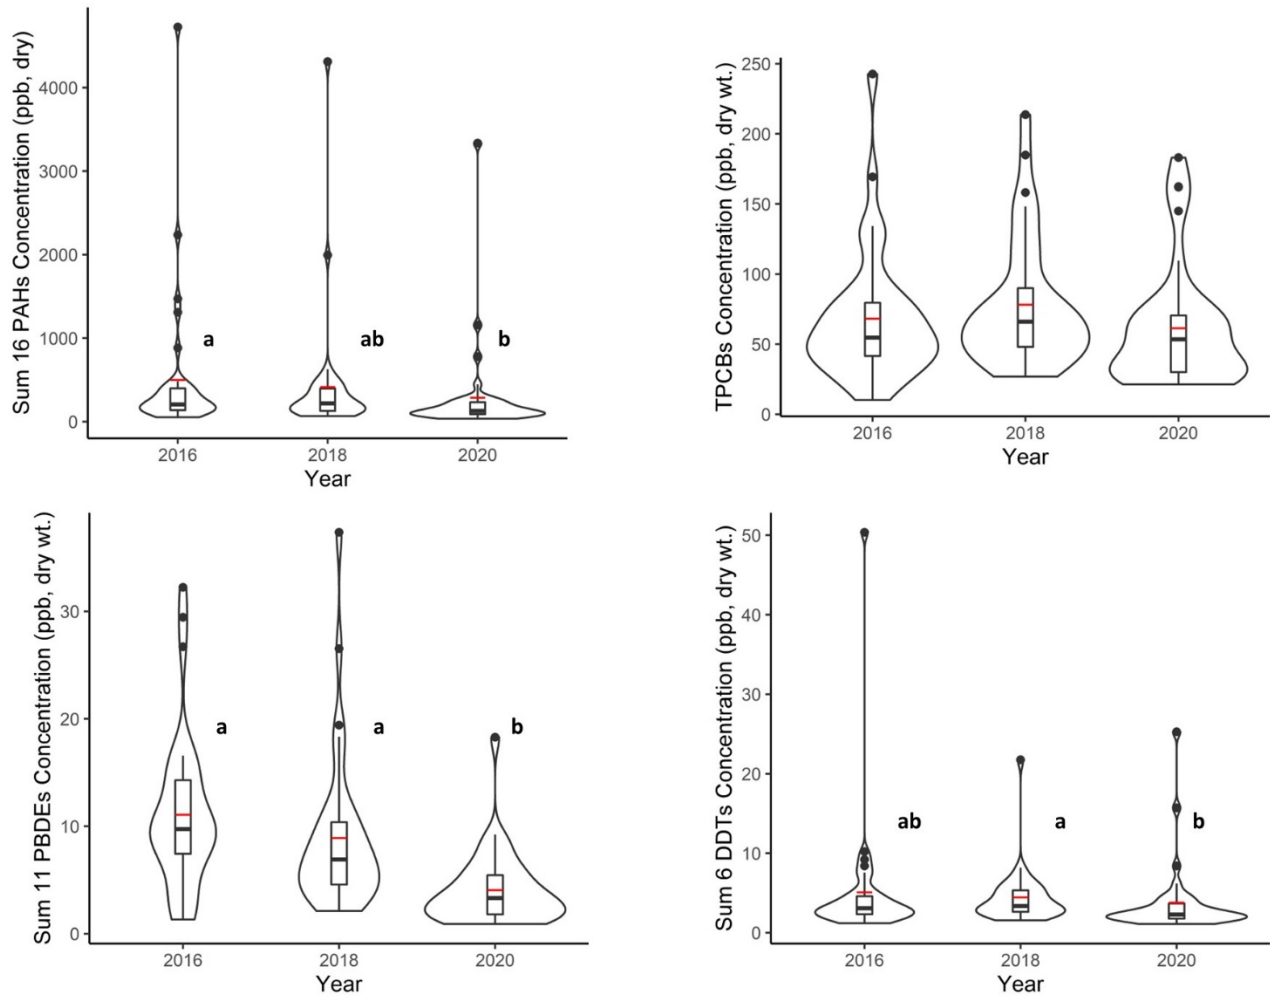 Sum 16 PAHs Concentration (ppb, dry)
4000
3000
2000
1000
0
a
ab
b
2016
2018
2020
Year
TPCBs Concentration (ppb, dry wt.)
250
200
150
100
50
0
2016
2018
2020
Year
Sum 11 PBDEs Concentration (ppb, dry wt.)
30
20
10
0
a
a
b
2016
2018
2020
Year
Sum 6 DDTs Concentration (ppb, dry wt.)
50
40
30
20
10
0
ab
a
b
2016
2018
2020
Year